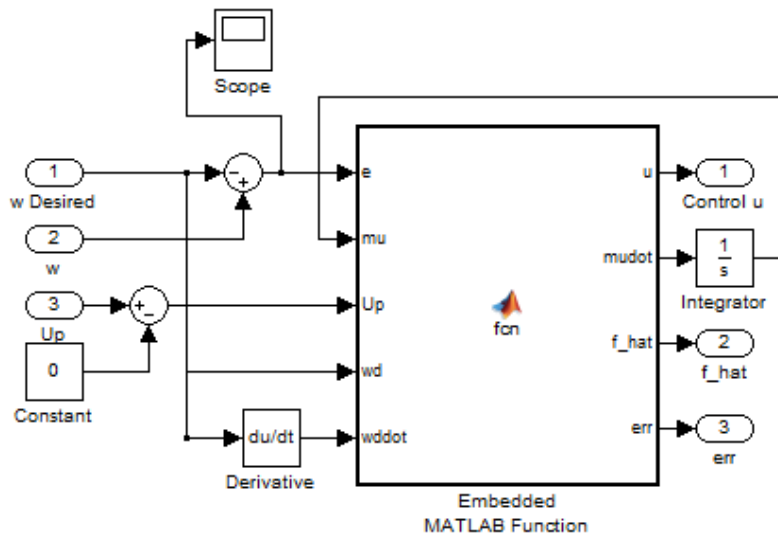 Scope
1
w Desired
2
w
3
Up
0
Constant
du/dt
Derivative
- +
+ -
e
mu
Up
wd
wddot
fcn
u
mudot
f_hat
err
Embedded
MATLAB Function
1
Control u
1
s
Integrator
2
f_hat
3
err